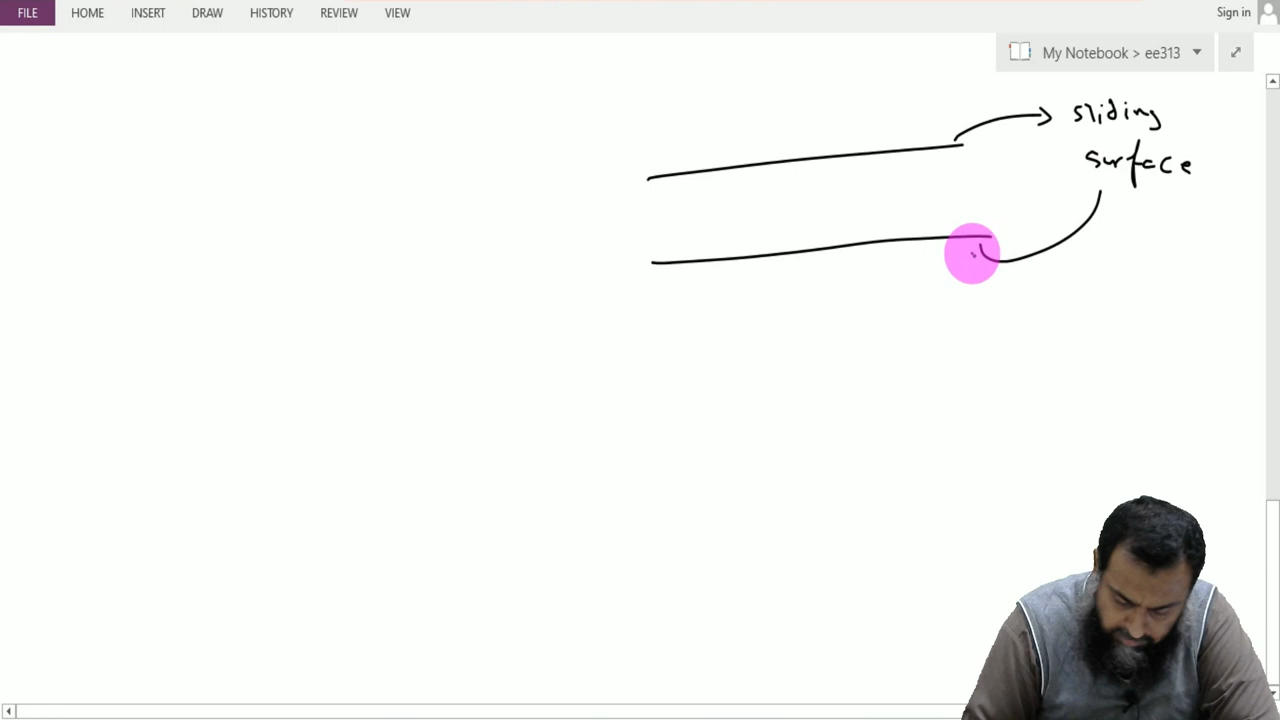 FILE HOME INSERT DRAW HISTORY REVIEW VIEW Sign in
My Notebook > ee313
sliding
surface